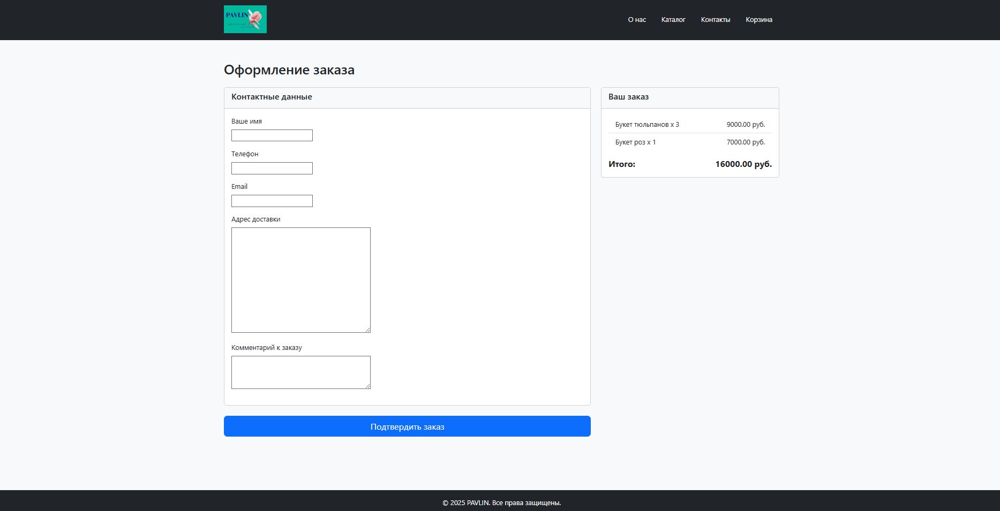 PAVLIN
О нас
Каталог
Контакты
Корзина
Оформление заказа
Контактные данные
Ваше имя
Телефон
Email
Адрес доставки
Комментарий к заказу
Подтвердить заказ
Ваш заказ
Букет тюльпанов x 3 9000.00 руб.
Букет роз x 1 7000.00 руб.
Итого: 16000.00 руб.
© 2025 PAVLIN. Все права защищены.